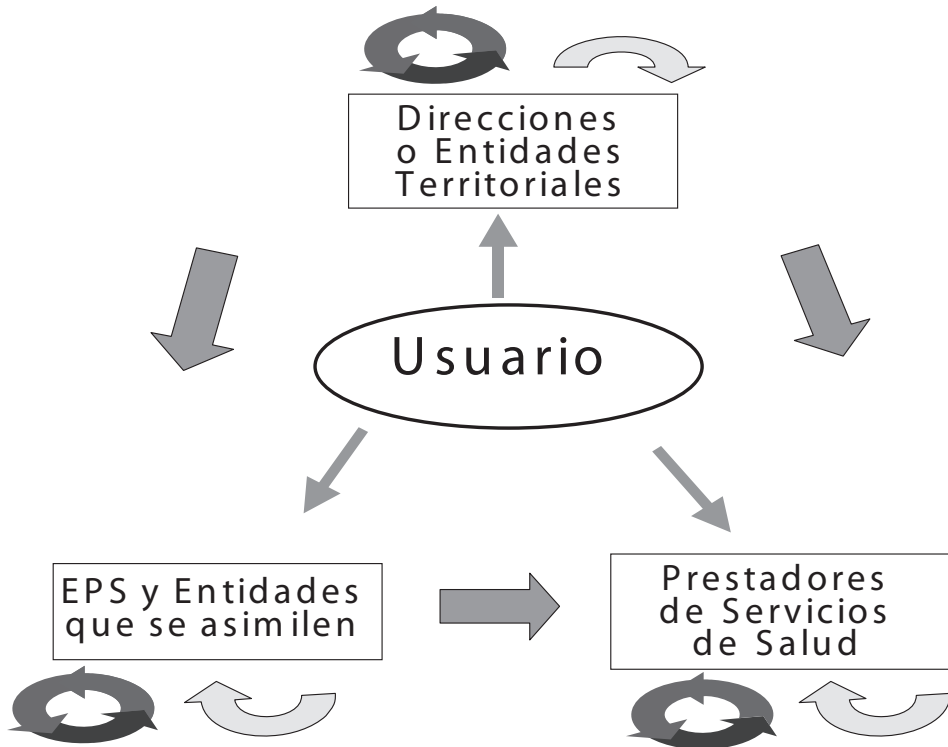 Direcciones
o Entidades
Territoriales
Usuario
EPS y Entidades
que se asimilen
Prestadores
de Servicios
de Salud